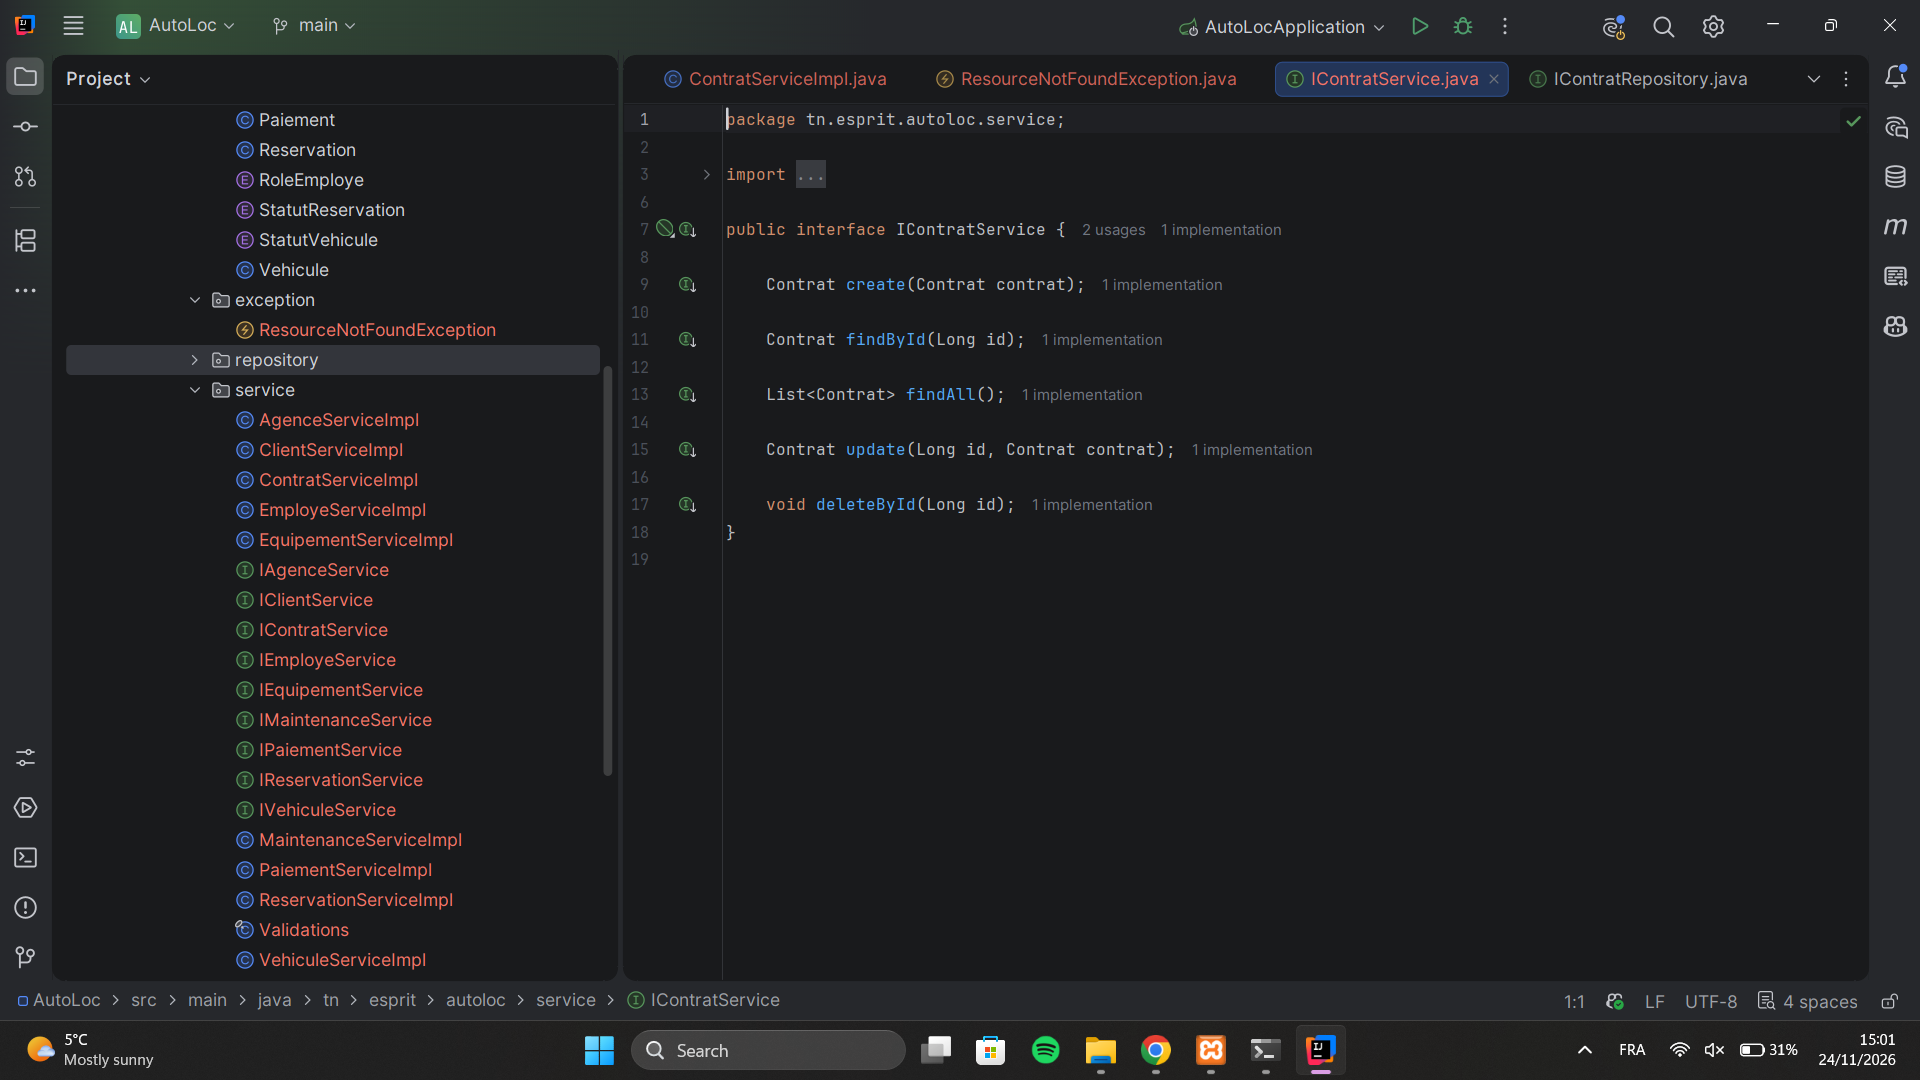 AL AutoLoc main AutoLocApplication
Project
Paiement
Reservation
RoleEmploye
StatutReservation
StatutVehicule
Vehicule
exception
ResourceNotFoundException
repository
service
AgenceServiceImpl
ClientServiceImpl
ContratServiceImpl
EmployeServiceImpl
EquipementServiceImpl
IAgenceService
IClientService
IContratService
IEmployeService
IEquipementService
IMaintenanceService
IPaiementService
IReservationService
IVehiculeService
MaintenanceServiceImpl
PaiementServiceImpl
ReservationServiceImpl
Validations
VehiculeServiceImpl
ContratServiceImpl.java ResourceNotFoundException.java IContratService.java IContratRepository.java
1 package tn.esprit.autoloc.service;
2
3 import ...
6
7 public interface IContratService { 2 usages 1 implementation
8
9 Contrat create(Contrat contrat); 1 implementation
10
11 Contrat findById(Long id); 1 implementation
12
13 List<Contrat> findAll(); 1 implementation
14
15 Contrat update(Long id, Contrat contrat); 1 implementation
16
17 void deleteById(Long id); 1 implementation
18 }
19
AutoLoc > src > main > java > tn > esprit > autoloc > service > IContratService
1:1 LF UTF-8 4 spaces
5°C
Mostly sunny
Search
FRA 31%
15:01
24/11/2026